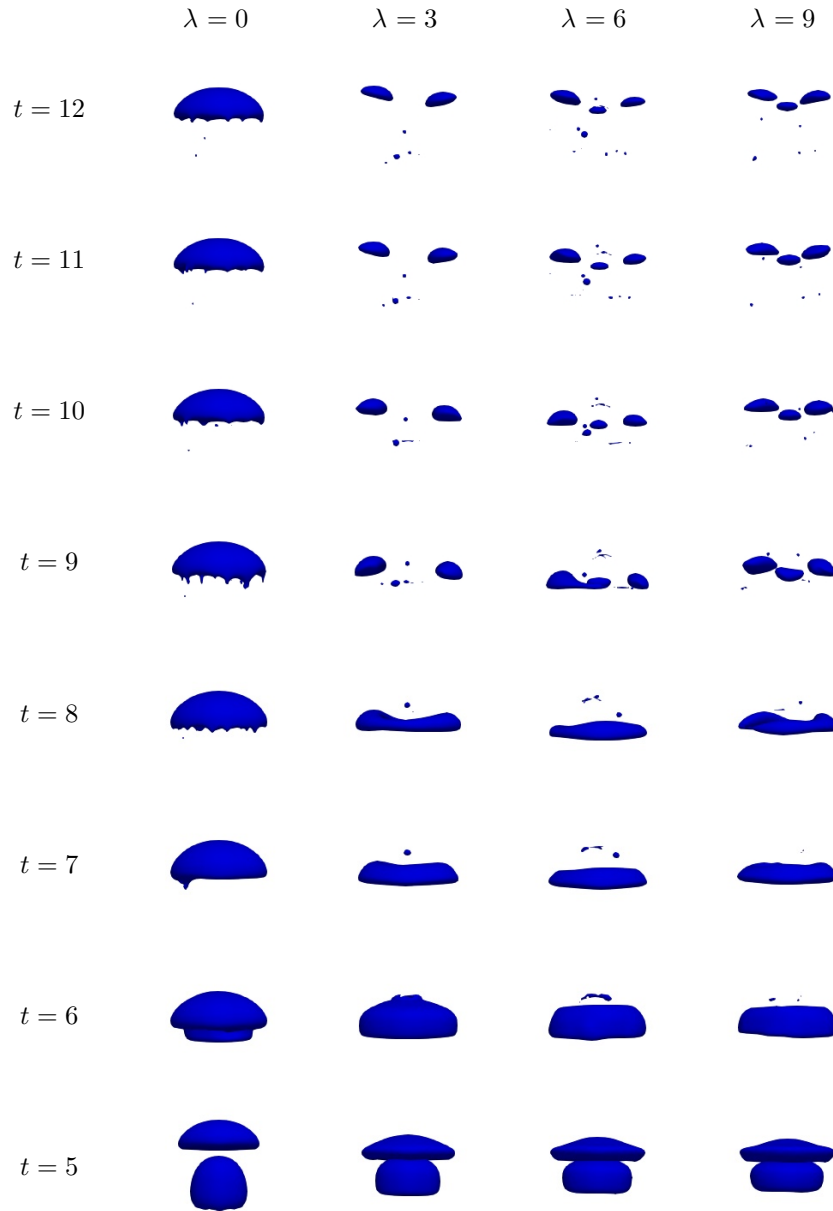 λ = 0 λ = 3 λ = 6 λ = 9
t = 12
t = 11
t = 10
t = 9
t = 8
t = 7
t = 6
t = 5